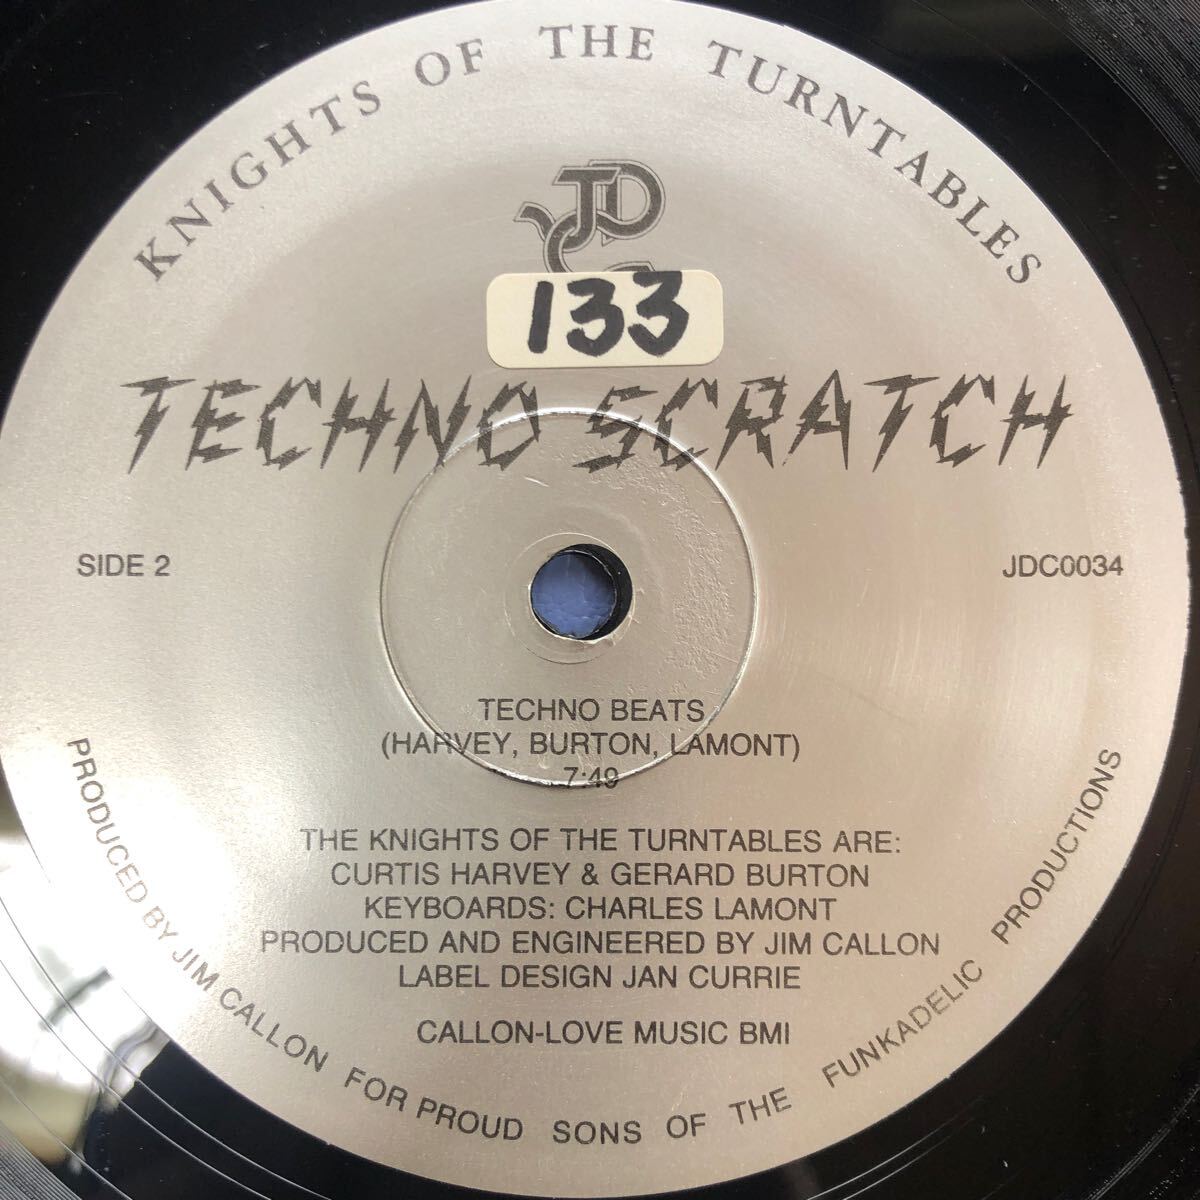 KNIGHTS OF THE TURNTABLES
JDC
133
TECHNO SCRATCH
SIDE 2
JDC0034
TECHNO BEATS
(HARVEY, BURTON, LAMONT)
7:49
THE KNIGHTS OF THE TURNTABLES ARE:
CURTIS HARVEY & GERARD BURTON
KEYBOARDS: CHARLES LAMONT
PRODUCED AND ENGINEERED BY JIM CALLON
LABEL DESIGN JAN CURRIE
CALLON-LOVE MUSIC BMI
PRODUCED BY JIM CALLON FOR PROUD SONS OF THE FUNKADELIC PRODUCTIONS